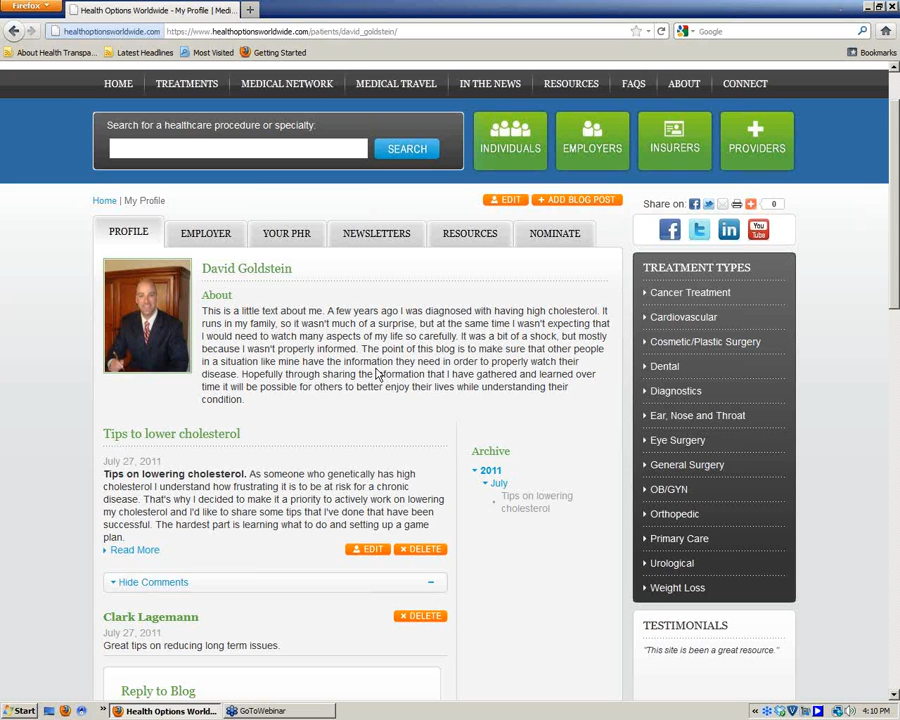 Firefox
Health Options Worldwide - My Profile | Medi...
healthoptionsworldwide.com
https://www.healthoptionsworldwide.com/patients/david_goldstein/
Google
About Health Transpa...
Latest Headlines
Most Visited
Getting Started
Bookmarks
HOME
TREATMENTS
MEDICAL NETWORK
MEDICAL TRAVEL
IN THE NEWS
RESOURCES
FAQS
ABOUT
CONNECT
Search for a healthcare procedure or specialty:
SEARCH
INDIVIDUALS
EMPLOYERS
INSURERS
PROVIDERS
Home | My Profile
EDIT
+ ADD BLOG POST
Share on:
0
PROFILE
EMPLOYER
YOUR PHR
NEWSLETTERS
RESOURCES
NOMINATE
You
Tube
David Goldstein
About
This is a little text about me. A few years ago I was diagnosed with having high cholesterol. It
runs in my family, so it wasn't much of a surprise, but at the same time I wasn't expecting that
I would need to watch many aspects of my life so carefully. It was a bit of a shock, but mostly
because I wasn't properly informed. The point of this blog is to make sure that other people
in a situation like mine have the information they need in order to properly watch their
disease. Hopefully through sharing the information that I have gathered and learned over
time it will be possible for others to better enjoy their lives while understanding their
condition.
Tips to lower cholesterol
July 27, 2011
Tips on lowering cholesterol. As someone who genetically has high
cholesterol I understand how frustrating it is to be at risk for a chronic
disease. That's why I decided to make it a priority to actively work on lowering
my cholesterol and I'd like to share some tips that I've done that have been
successful. The hardest part is learning what to do and setting up a game
plan.
Read More
EDIT
DELETE
Hide Comments
Clark Lagemann
DELETE
July 27, 2011
Great tips on reducing long term issues.
Reply to Blog
Archive
2011
July
Tips on lowering
cholesterol
TREATMENT TYPES
Cancer Treatment
Cardiovascular
Cosmetic/Plastic Surgery
Dental
Diagnostics
Ear, Nose and Throat
Eye Surgery
General Surgery
OB/GYN
Orthopedic
Primary Care
Urological
Weight Loss
TESTIMONIALS
"This site is been a great resource."
Start
Health Options Worldw...
GoToWebinar
4:10 PM